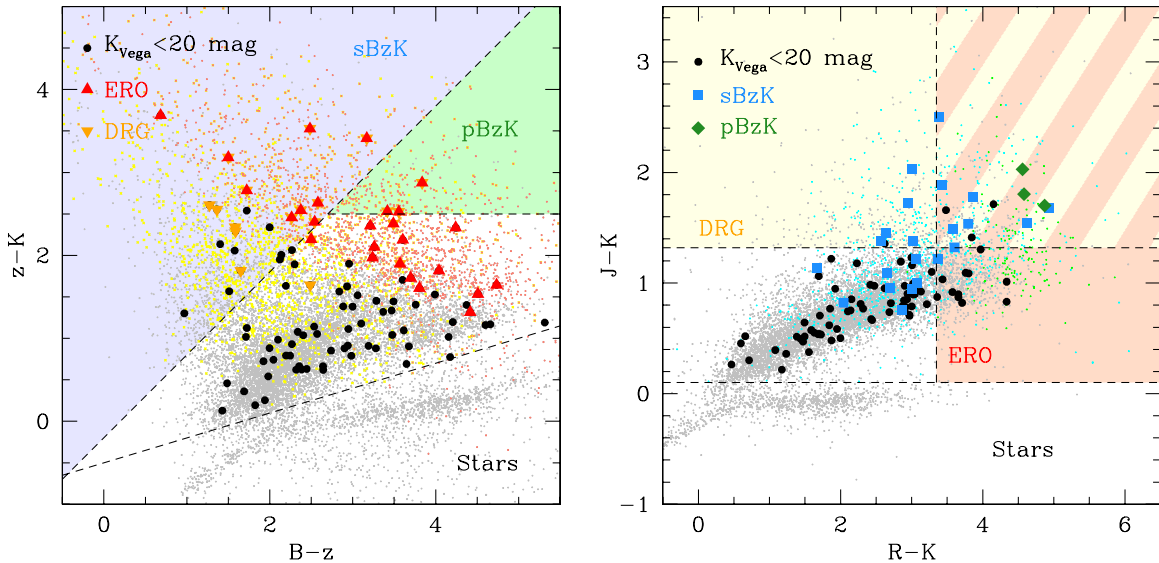 K_Vega<20 mag
ERO
DRG
sBzK
pBzK
Stars
4
2
0
z−K
0
2
4
B−z
K_Vega<20 mag
sBzK
pBzK
DRG
ERO
Stars
3
2
1
0
−1
J−K
0
2
4
6
R−K